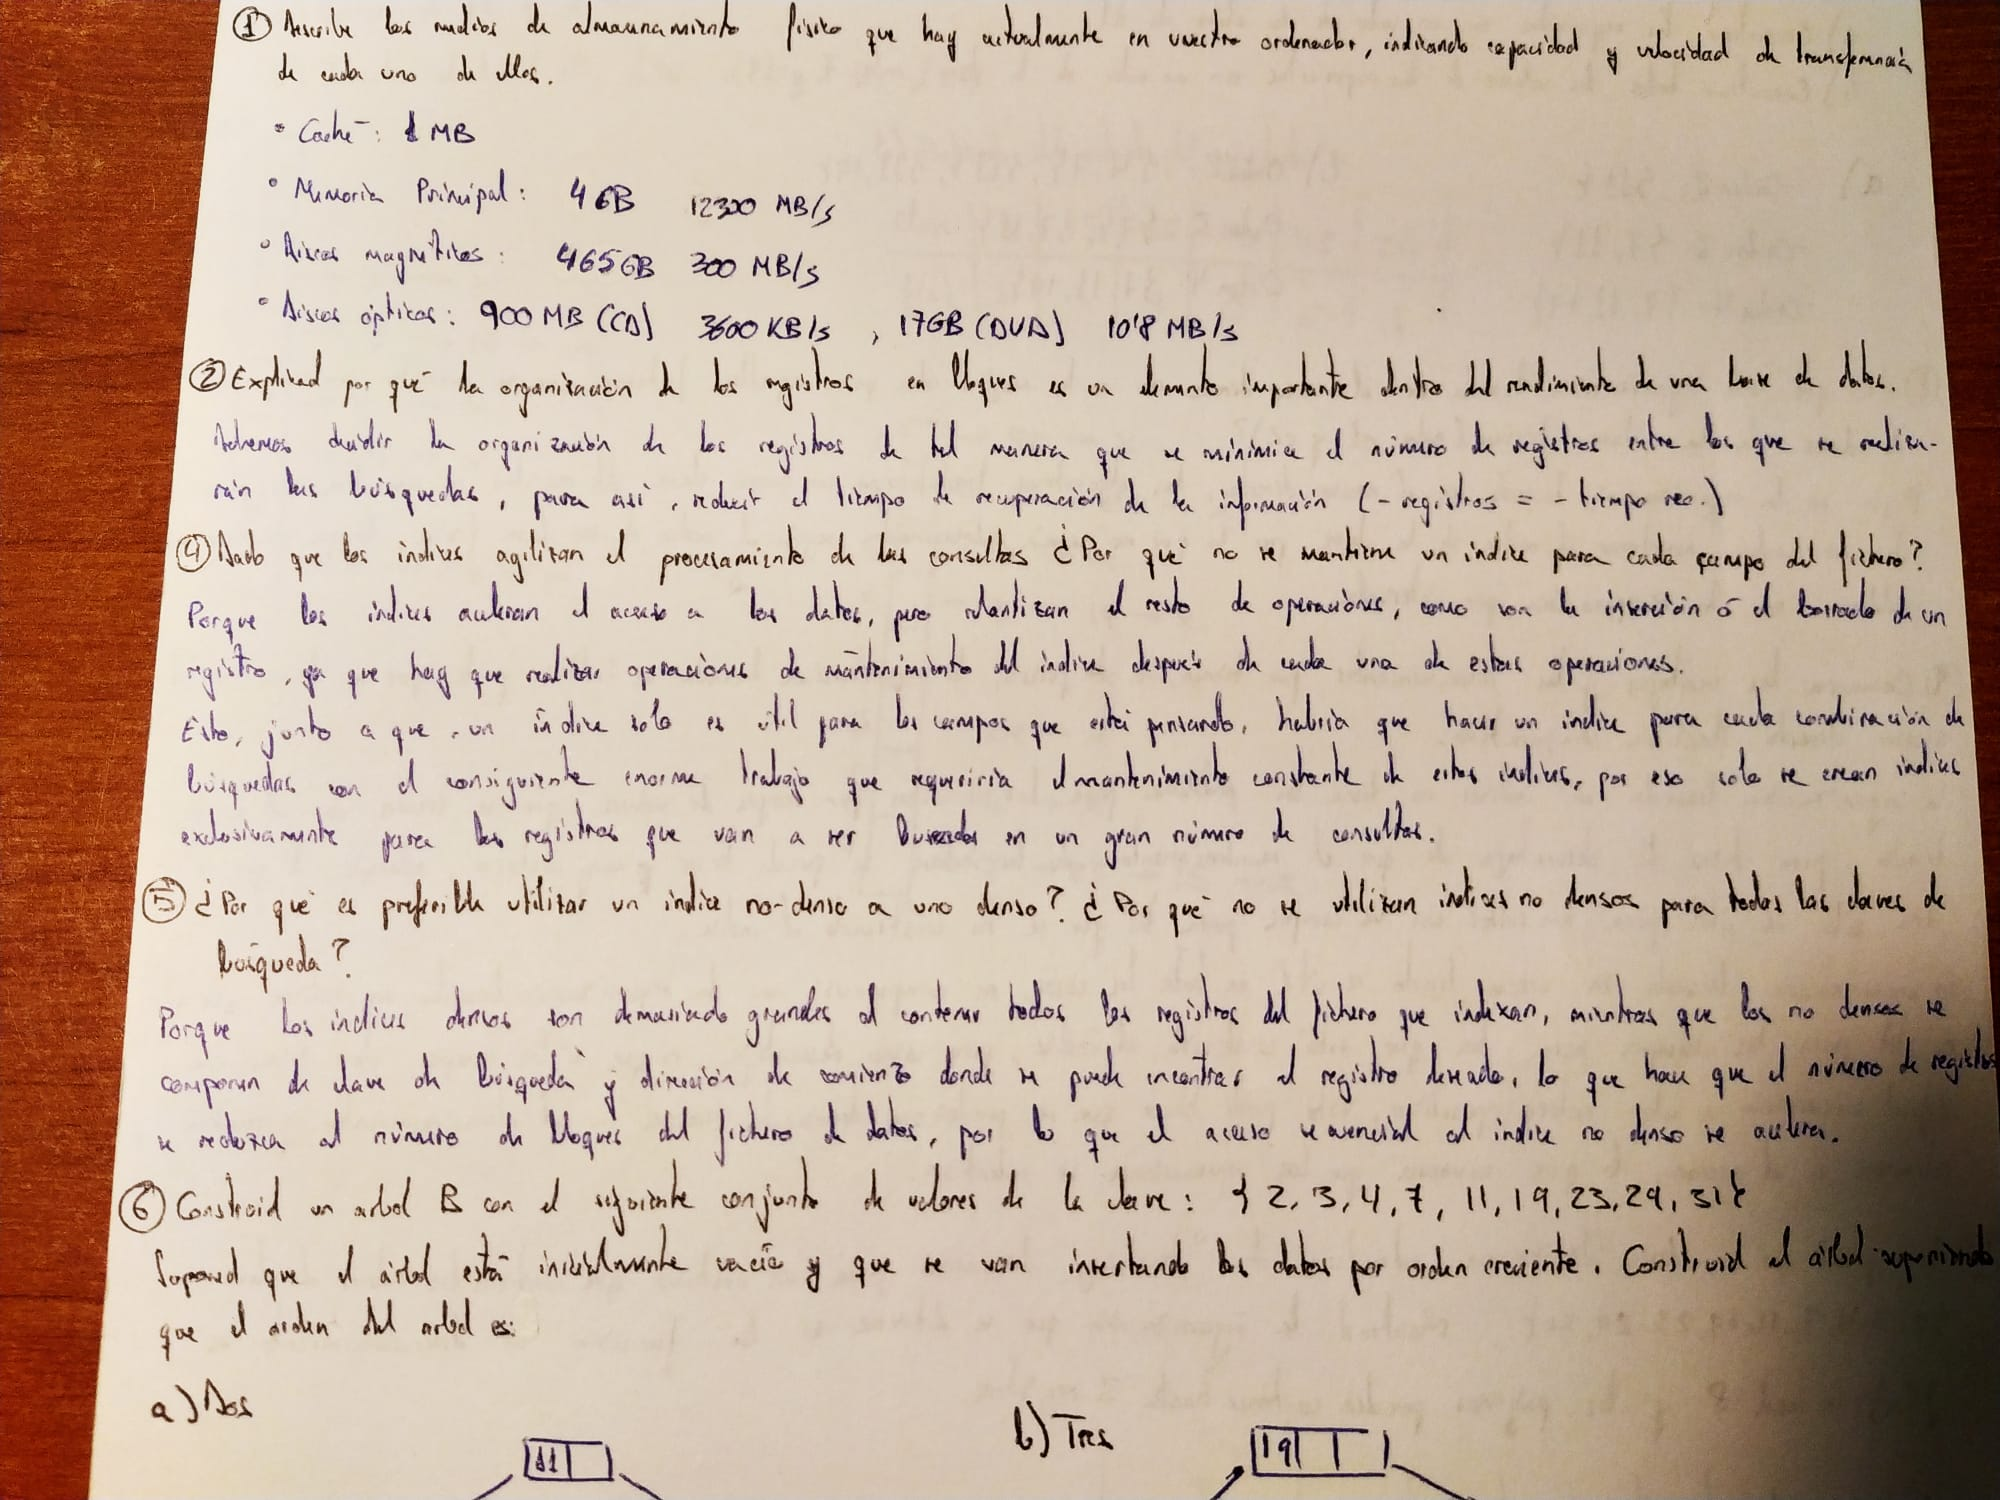 ① Describe los medios de almacenamiento físico que hay actualmente en vuestro ordenador, indicando capacidad y velocidad de transferencia
de cada uno de ellos.
• Caché: 1 MB
• Memoria Principal: 4 GB 12300 MB/s
• Discos magnéticos: 465 GB 300 MB/s
• Discos ópticos: 900 MB (CD) 3600 KB/s , 17GB (DVD) 10'8 MB/s
② Explicad por qué la organización de los registros en bloques es un elemento importante dentro del rendimiento de una base de datos.
Debemos decidir la organización de los registros de tal manera que se minimice el número de registros entre los que se realiza-
rán las búsquedas, para así, reducir el tiempo de recuperación de la información (- registros = - tiempo rec.)
④ Dado que los índices agilizan el procesamiento de las consultas ¿Por qué no se mantiene un índice para cada campo del fichero?
Porque los índices aceleran el acceso a los datos, pero ralentizan el resto de operaciones, como son la inserción ó el borrado de un
registro, ya que hay que realizar operaciones de mantenimiento del índice después de cada una de estas operaciones.
Esto, junto a que, un índice solo es útil para los campos que está pensando, habría que hacer un índice para cada combinación de
búsquedas con el consiguiente enorme trabajo que requeriría el mantenimiento constante de estos índices, por eso solo se crean índices
exclusivamente para los registros que van a ser buscados en un gran número de consultas.
⑤ ¿Por qué es preferible utilizar un índice no-denso a uno denso? ¿Por qué no se utilizan índices no densos para todas las claves de
búsqueda?
Porque los índices densos son demasiado grandes al contener todos los registros del fichero que indexan, mientras que los no densos se
componen de clave de búsqueda y dirección de comienzo donde se puede encontrar el registro deseado, lo que hace que el número de registros
se reduzca al número de bloques del fichero de datos, por lo que el acceso secuencial al índice no denso se acelera.
⑥ Construid un arbol B con el siguiente conjunto de valores de la clave: {2, 3, 4, 7, 11, 19, 23, 29, 31}
Suponed que el árbol está inicialmente vacío y que se van insertando los datos por orden creciente. Construid el árbol suponiendo
que el orden del arbol es:
a) Dos
b) Tres
11
19